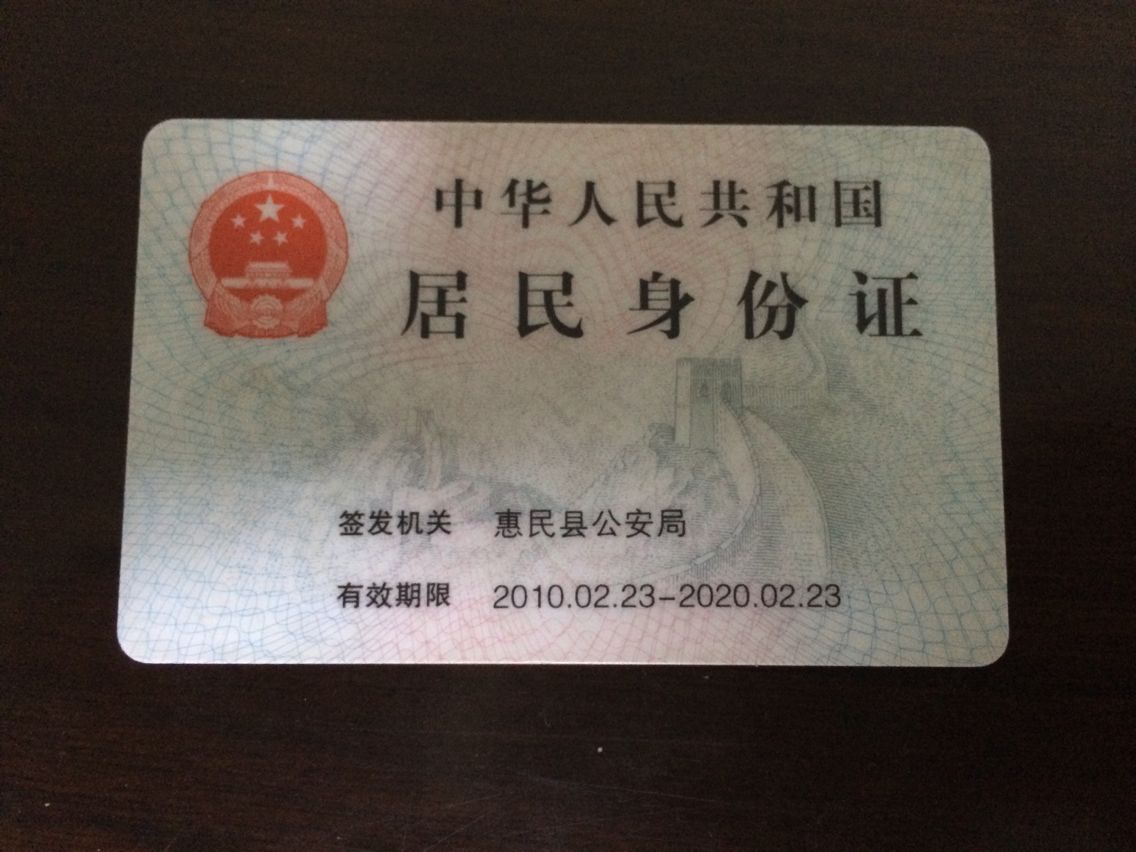 中华人民共和国
居民身份证
签发机关 惠民县公安局
有效期限 2010.02.23-2020.02.23